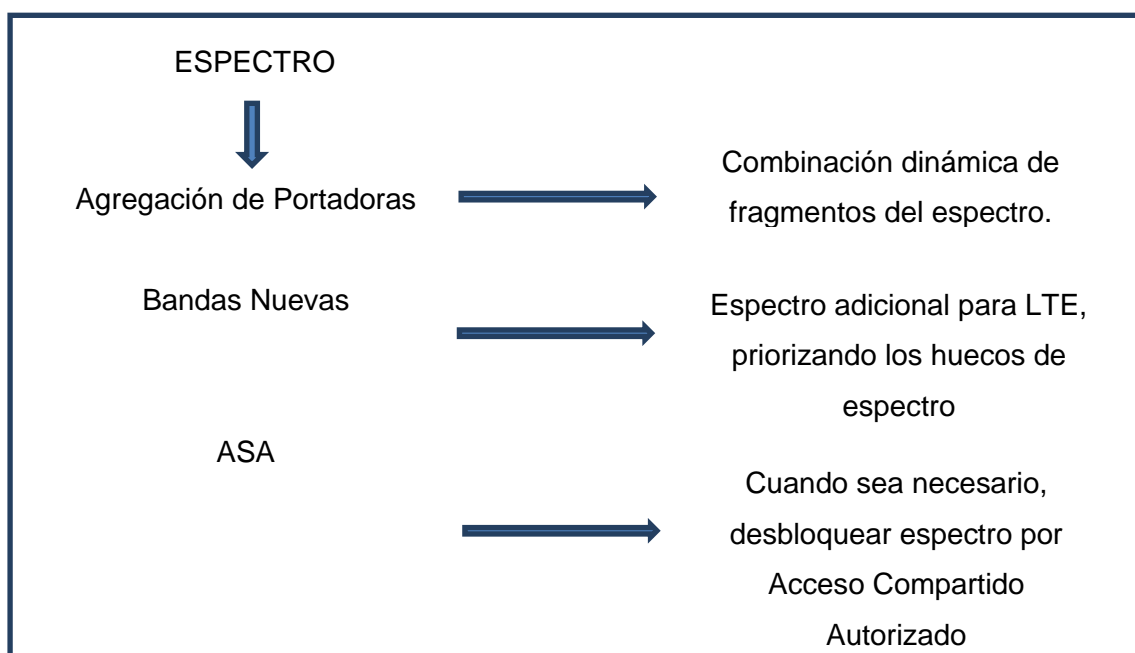 ESPECTRO
Agregación de Portadoras
Combinación dinámica de
fragmentos del espectro.
Bandas Nuevas
Espectro adicional para LTE,
priorizando los huecos de
espectro
ASA
Cuando sea necesario,
desbloquear espectro por
Acceso Compartido
Autorizado